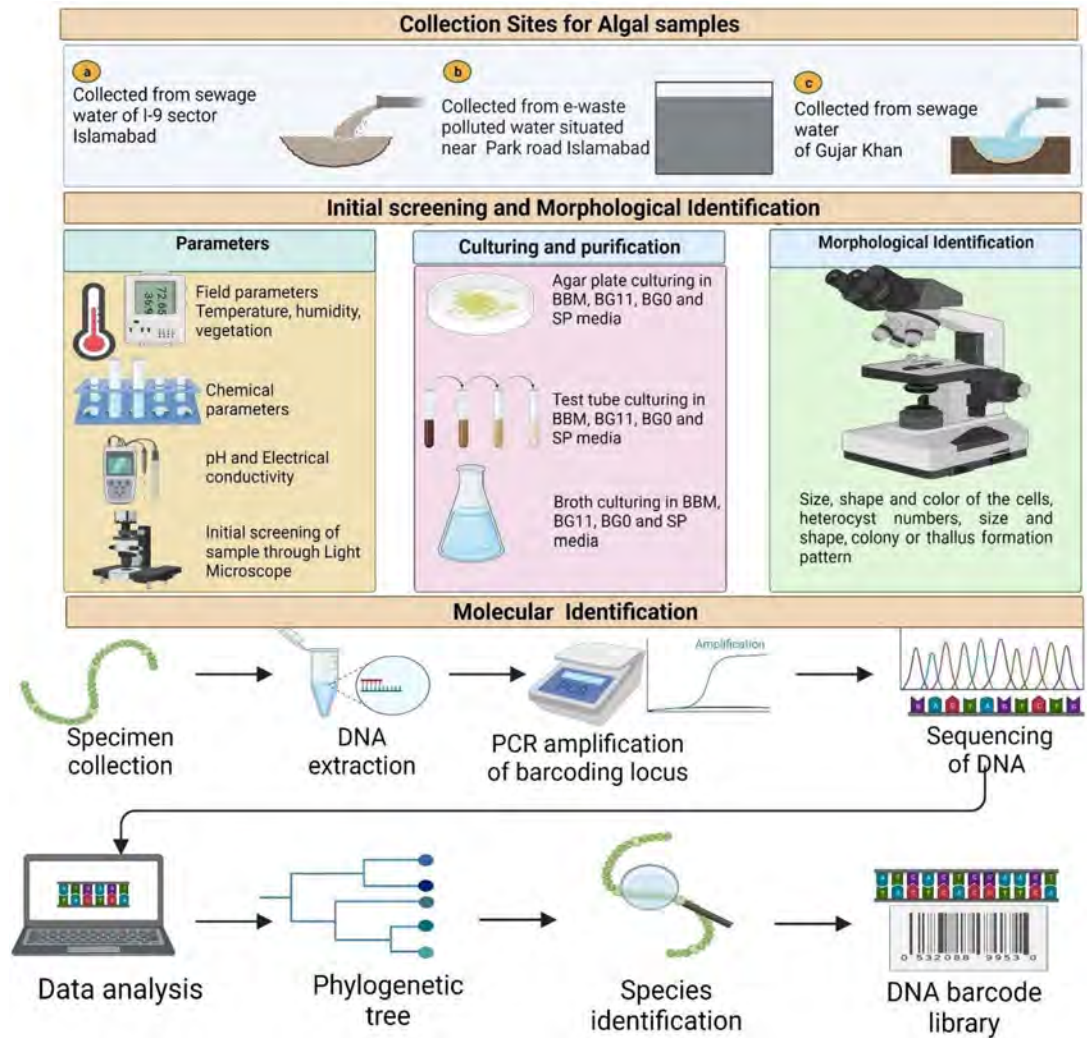 Collection Sites for Algal samples
a
Collected from sewage
water of I-9 sector
Islamabad
b
Collected from e-waste
polluted water situated
near Park road Islamabad
c
Collected from sewage
water
of Gujar Khan
Initial screening and Morphological Identification
Parameters
Field parameters
Temperature, humidity,
vegetation
Chemical
parameters
pH and Electrical
conductivity
Initial screening of
sample through Light
Microscope
Culturing and purification
Agar plate culturing in
BBM, BG11, BG0 and
SP media
Test tube culturing in
BBM, BG11, BG0 and
SP media
Broth culturing in BBM,
BG11, BG0 and SP
media
Morphological Identification
Size, shape and color of the cells,
heterocyst numbers, size and
shape, colony or thallus formation
pattern
Molecular Identification
Specimen
collection
DNA
extraction
PCR
Amplification
PCR amplification
of barcoding locus
Sequencing
of DNA
Data analysis
Phylogenetic
tree
Species
identification
0 532088 9953 0
DNA barcode
library